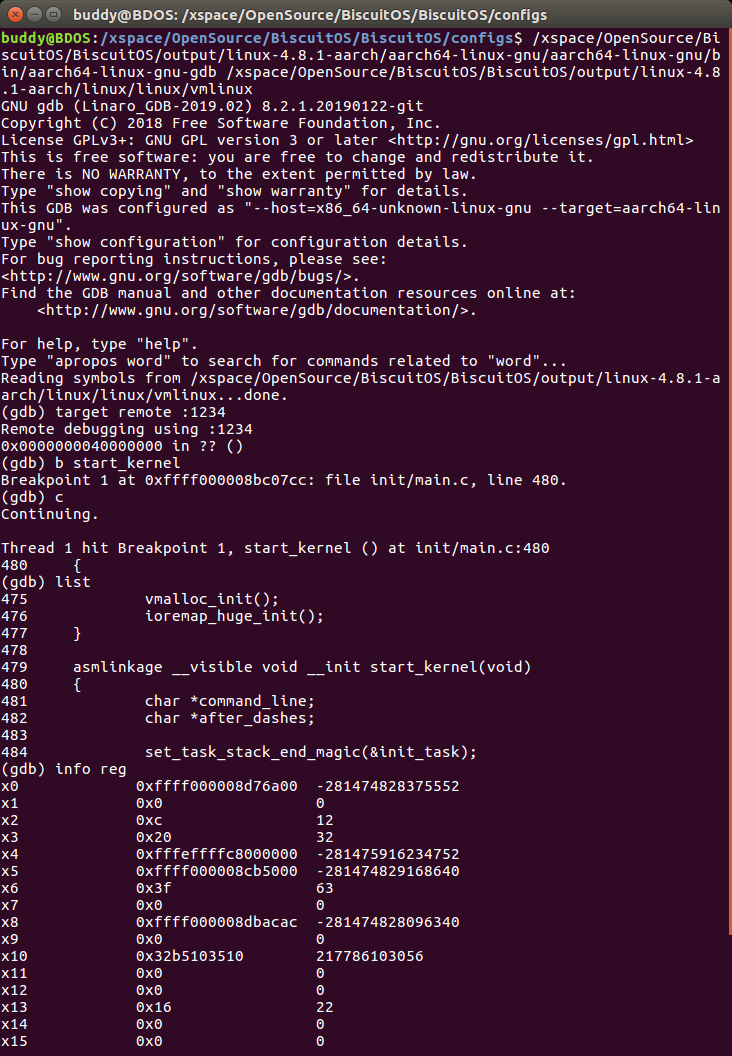 buddy@BDOS: /xspace/OpenSource/BiscuitOS/BiscuitOS/configs
buddy@BDOS:/xspace/OpenSource/BiscuitOS/BiscuitOS/configs$ /xspace/OpenSource/Bi
scuitOS/BiscuitOS/output/linux-4.8.1-aarch/aarch64-linux-gnu/aarch64-linux-gnu/b
in/aarch64-linux-gnu-gdb /xspace/OpenSource/BiscuitOS/BiscuitOS/output/linux-4.8
.1-aarch/linux/linux/vmlinux
GNU gdb (Linaro_GDB-2019.02) 8.2.1.20190122-git
Copyright (C) 2018 Free Software Foundation, Inc.
License GPLv3+: GNU GPL version 3 or later <http://gnu.org/licenses/gpl.html>
This is free software: you are free to change and redistribute it.
There is NO WARRANTY, to the extent permitted by law.
Type "show copying" and "show warranty" for details.
This GDB was configured as "--host=x86_64-unknown-linux-gnu --target=aarch64-lin
ux-gnu".
Type "show configuration" for configuration details.
For bug reporting instructions, please see:
<http://www.gnu.org/software/gdb/bugs/>.
Find the GDB manual and other documentation resources online at:
    <http://www.gnu.org/software/gdb/documentation/>.

For help, type "help".
Type "apropos word" to search for commands related to "word"...
Reading symbols from /xspace/OpenSource/BiscuitOS/BiscuitOS/output/linux-4.8.1-a
arch/linux/linux/vmlinux...done.
(gdb) target remote :1234
Remote debugging using :1234
0x0000000040000000 in ?? ()
(gdb) b start_kernel
Breakpoint 1 at 0xffff000008bc07cc: file init/main.c, line 480.
(gdb) c
Continuing.

Thread 1 hit Breakpoint 1, start_kernel () at init/main.c:480
480     {
(gdb) list
475             vmalloc_init();
476             ioremap_huge_init();
477     }
478
479     asmlinkage __visible void __init start_kernel(void)
480     {
481             char *command_line;
482             char *after_dashes;
483
484             set_task_stack_end_magic(&init_task);
(gdb) info reg
x0             0xffff000008d76a00  -281474828375552
x1             0x0                 0
x2             0xc                 12
x3             0x20                32
x4             0xfffeffffc8000000  -281475916234752
x5             0xffff000008cb5000  -281474829168640
x6             0x3f                63
x7             0x0                 0
x8             0xffff000008dbacac  -281474828096340
x9             0x0                 0
x10            0x32b5103510        217786103056
x11            0x0                 0
x12            0x0                 0
x13            0x16                22
x14            0x0                 0
x15            0x0                 0